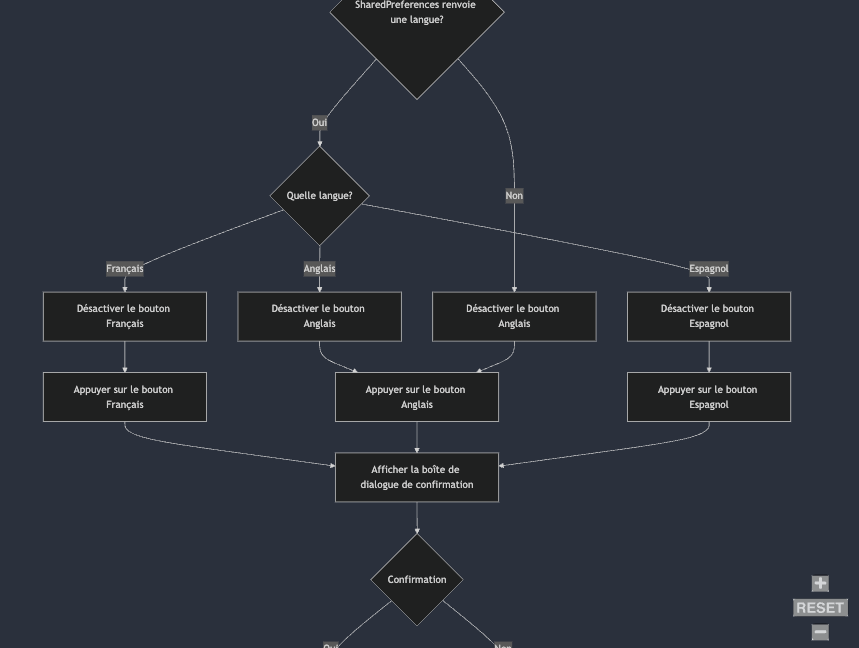 SharedPreferences renvoie
une langue?
Oui
Quelle langue?
Non
Français
Anglais
Espagnol
Désactiver le bouton
Français
Désactiver le bouton
Anglais
Désactiver le bouton
Anglais
Désactiver le bouton
Espagnol
Appuyer sur le bouton
Français
Appuyer sur le bouton
Anglais
Appuyer sur le bouton
Espagnol
Afficher la boîte de
dialogue de confirmation
Confirmation
Oui
Non
+
RESET
−